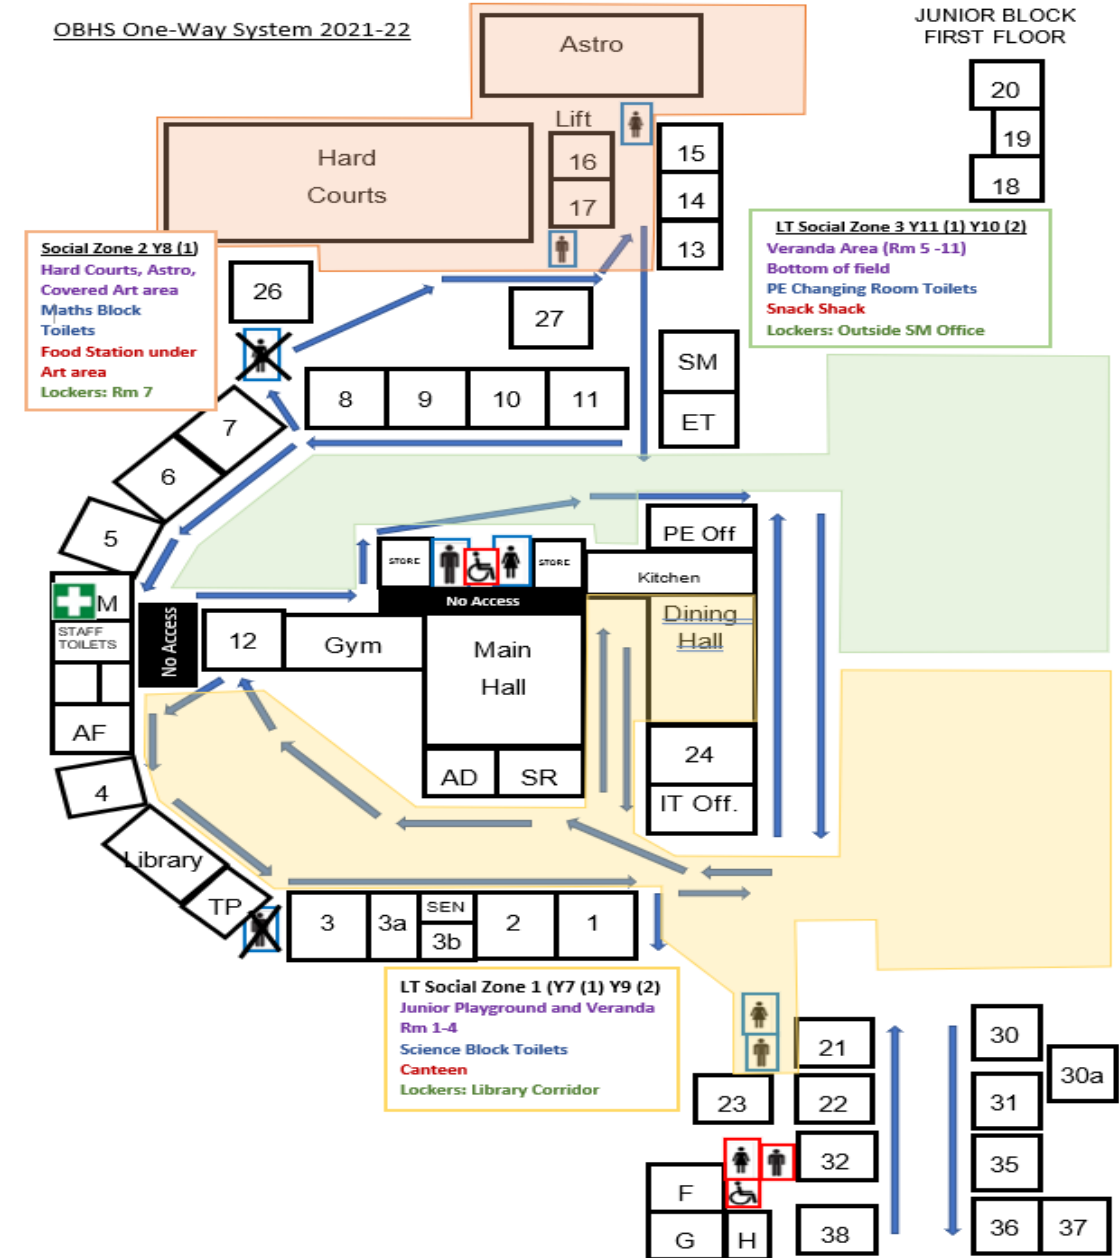 OBHS One-Way System 2021-22
JUNIOR BLOCK
FIRST FLOOR
Astro
20
19
18
Lift
Hard
Courts
16
17
15
14
13
Social Zone 2 Y8 (1)
Hard Courts, Astro,
Covered Art area
Maths Block
Toilets
Food Station under
Art area
Lockers: Rm 7
LT Social Zone 3 Y11 (1) Y10 (2)
Veranda Area (Rm 5 -11)
Bottom of field
PE Changing Room Toilets
Snack Shack
Lockers: Outside SM Office
26
27
SM
ET
8
9
10
11
7
6
5
PE Off
STORE
STORE
Kitchen
No Access
M
STAFF
TOILETS
No Access
12
Gym
Main
Hall
Dining
Hall
AF
AD
SR
24
IT Off.
4
Library
TP
3
3a
SEN
3b
2
1
LT Social Zone 1 (Y7 (1) Y9 (2)
Junior Playground and Veranda
Rm 1-4
Science Block Toilets
Canteen
Lockers: Library Corridor
21
22
23
32
38
F
G
H
30
30a
31
35
36
37